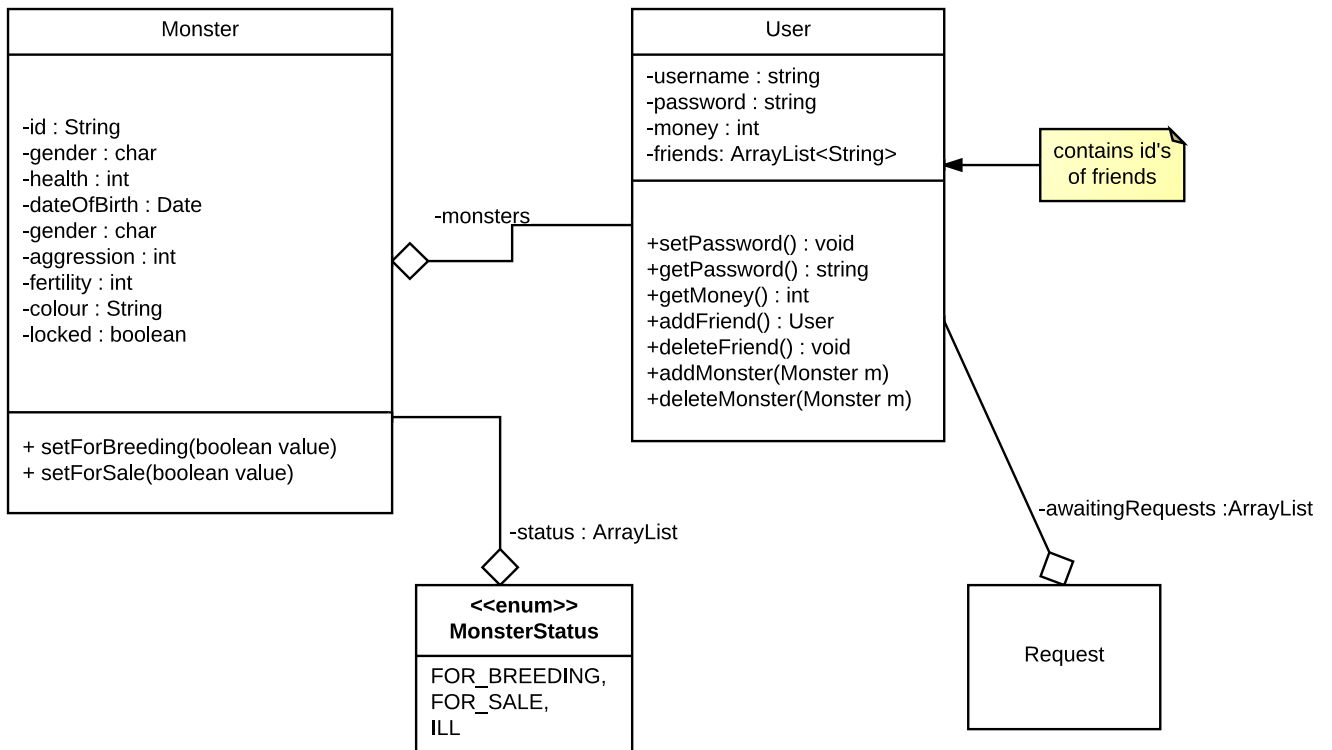 Monster
-id : String
-gender : char
-health : int
-dateOfBirth : Date
-gender : char
-aggression : int
-fertility : int
-colour : String
-locked : boolean
+ setForBreeding(boolean value)
+ setForSale(boolean value)
-monsters
User
-username : string
-password : string
-money : int
-friends: ArrayList<String>
+setPassword() : void
+getPassword() : string
+getMoney() : int
+addFriend() : User
+deleteFriend() : void
+addMonster(Monster m)
+deleteMonster(Monster m)
contains id's
of friends
-status : ArrayList
<<enum>>
MonsterStatus
FOR_BREEDING,
FOR_SALE,
ILL
-awaitingRequests :ArrayList
Request